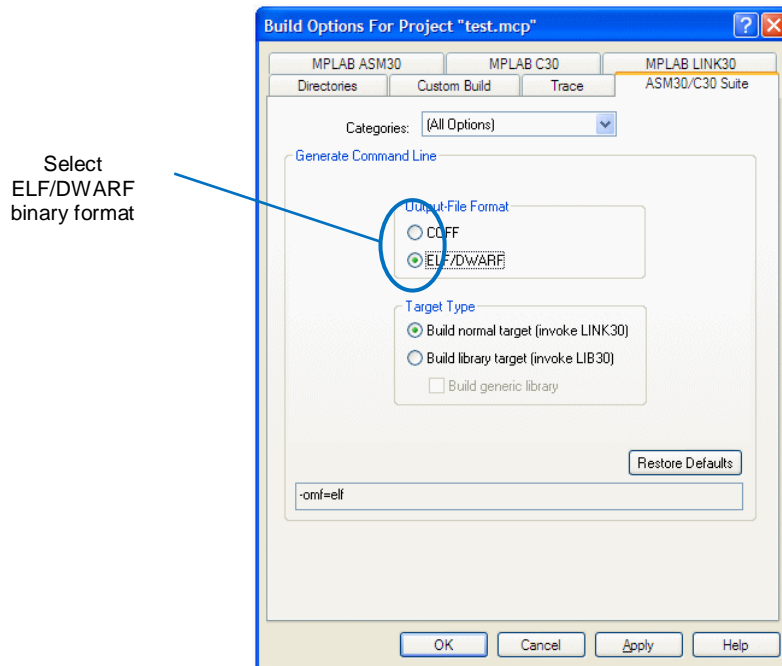 Build Options For Project "test.mcp"
MPLAB ASM30 MPLAB C30 MPLAB LINK30
Directories Custom Build Trace ASM30/C30 Suite
Categories: (All Options)
Generate Command Line
Select
ELF/DWARF
binary format
Output-File Format
COFF
ELF/DWARF
Target Type
Build normal target (invoke LINK30)
Build library target (invoke LIB30)
Build generic library
Restore Defaults
-omf=elf
OK Cancel Apply Help